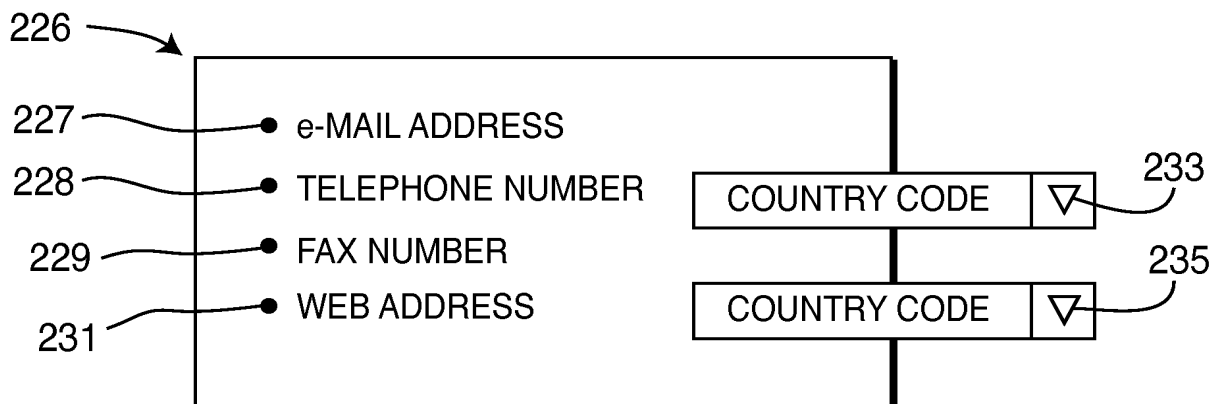 226
227 e-MAIL ADDRESS
228 TELEPHONE NUMBER COUNTRY CODE 233
229 FAX NUMBER
231 WEB ADDRESS COUNTRY CODE 235